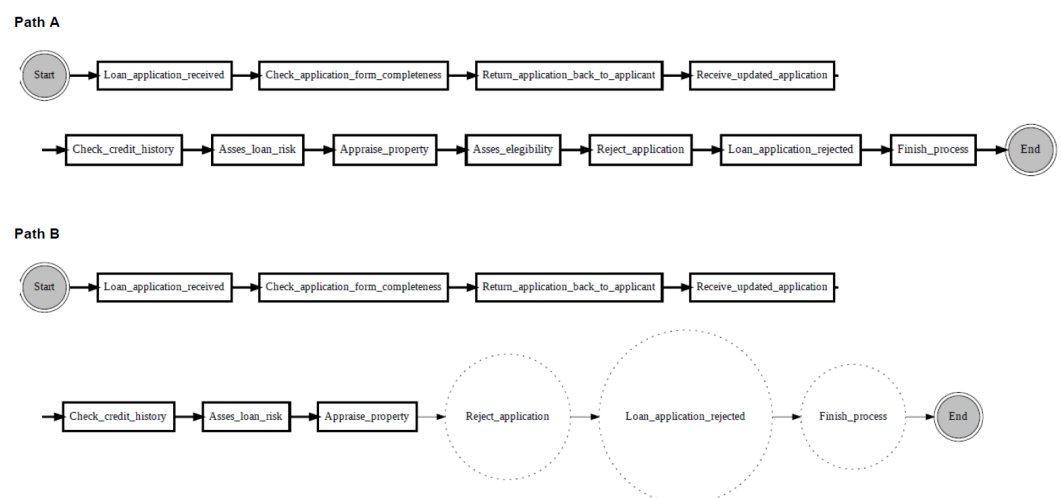 Path A
Start Loan_application_received Check_application_form_completeness Return_application_back_to_applicant Receive_updated_application
Check_credit_history Asses_loan_risk Appraise_property Asses_elegibility Reject_application Loan_application_rejected Finish_process End
Path B
Start Loan_application_received Check_application_form_completeness Return_application_back_to_applicant Receive_updated_application
Check_credit_history Asses_loan_risk Appraise_property Reject_application Loan_application_rejected Finish_process End